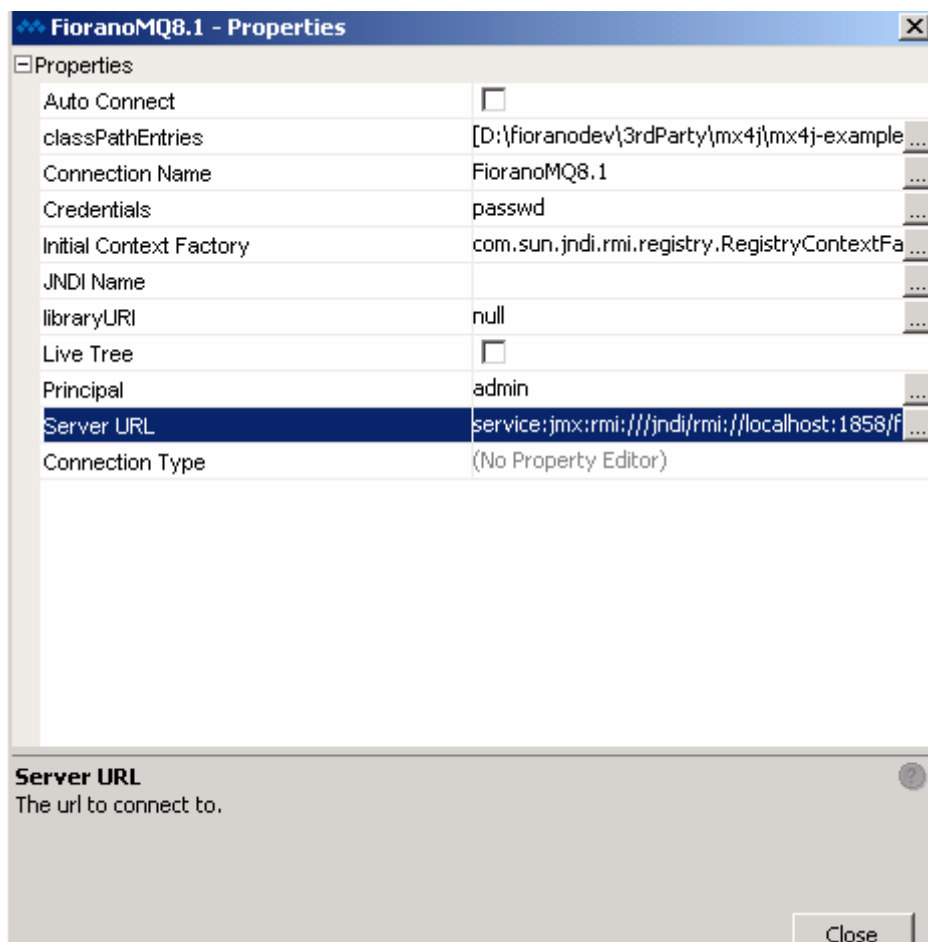 FioranoMQ8.1 - Properties
Properties
Auto Connect
classPathEntries [D:\fioranodev\3rdParty\mx4j\mx4j-example ...
Connection Name FioranoMQ8.1 ...
Credentials passwd ...
Initial Context Factory com.sun.jndi.rmi.registry.RegistryContextFa ...
JNDI Name ...
libraryURI null ...
Live Tree
Principal admin ...
Server URL service:jmx:rmi:///jndi/rmi://localhost:1858/f ...
Connection Type (No Property Editor)
Server URL
The url to connect to.
Close